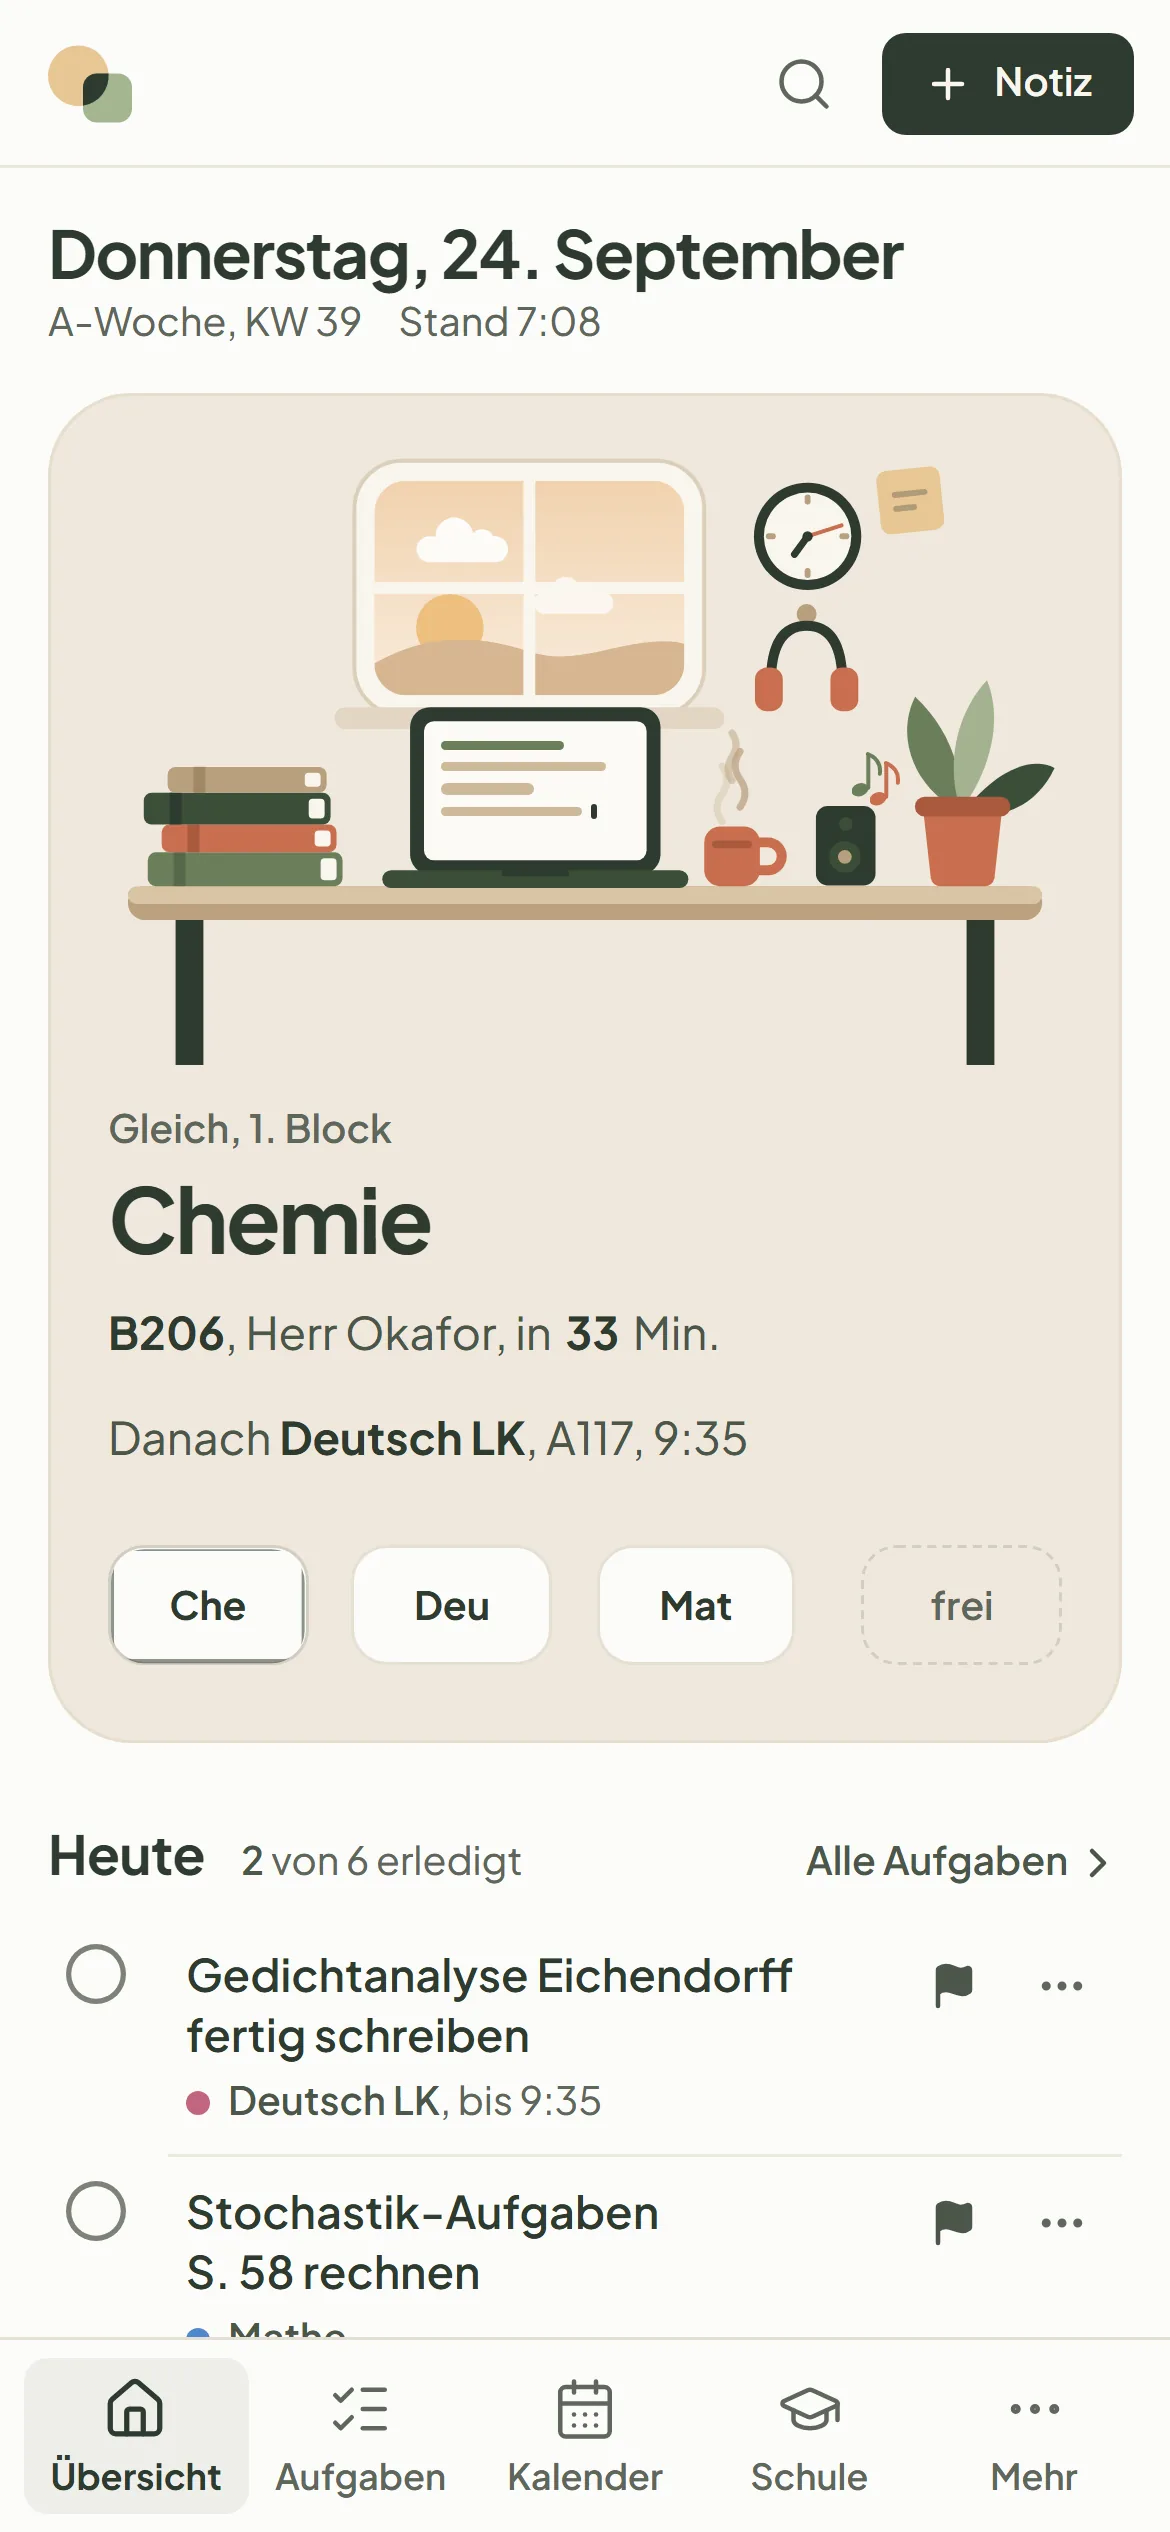 Notiz
Donnerstag, 24. September
A-Woche, KW 39 Stand 7:08
Gleich, 1. Block
Chemie
B206, Herr Okafor, in 33 Min.
Danach Deutsch LK, A117, 9:35
Che Deu Mat frei
Heute 2 von 6 erledigt Alle Aufgaben
Gedichtanalyse Eichendorff
fertig schreiben
Deutsch LK, bis 9:35
Stochastik-Aufgaben
S. 58 rechnen
Mathe
Übersicht Aufgaben Kalender Schule Mehr